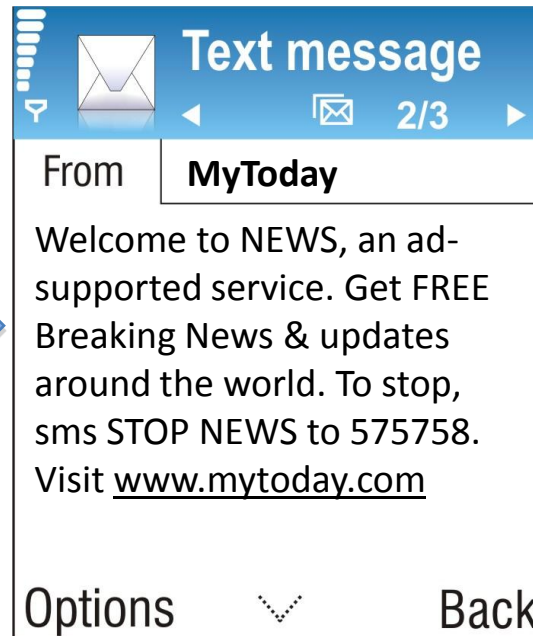 Text message
2/3
From MyToday
Welcome to NEWS, an ad-
supported service. Get FREE
Breaking News & updates
around the world. To stop,
sms STOP NEWS to 575758.
Visit www.mytoday.com
Options Back